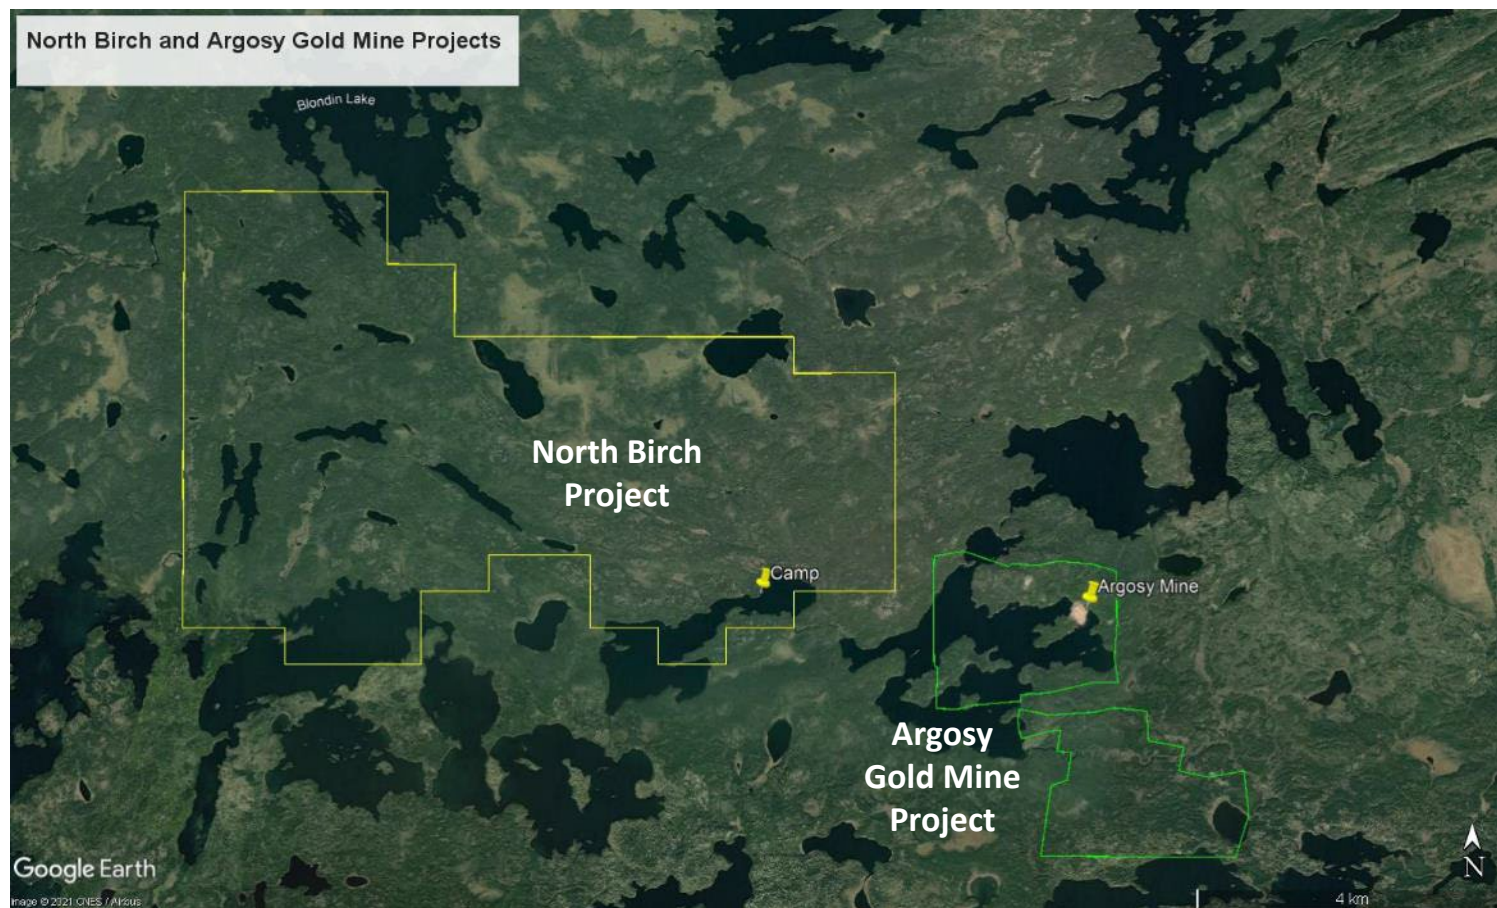 North Birch and Argosy Gold Mine Projects
Blondin Lake
North Birch
Project
Camp
Argosy Mine
Argosy
Gold Mine
Project
Google Earth
N
Image © 2021 CNES / Airbus
4 km